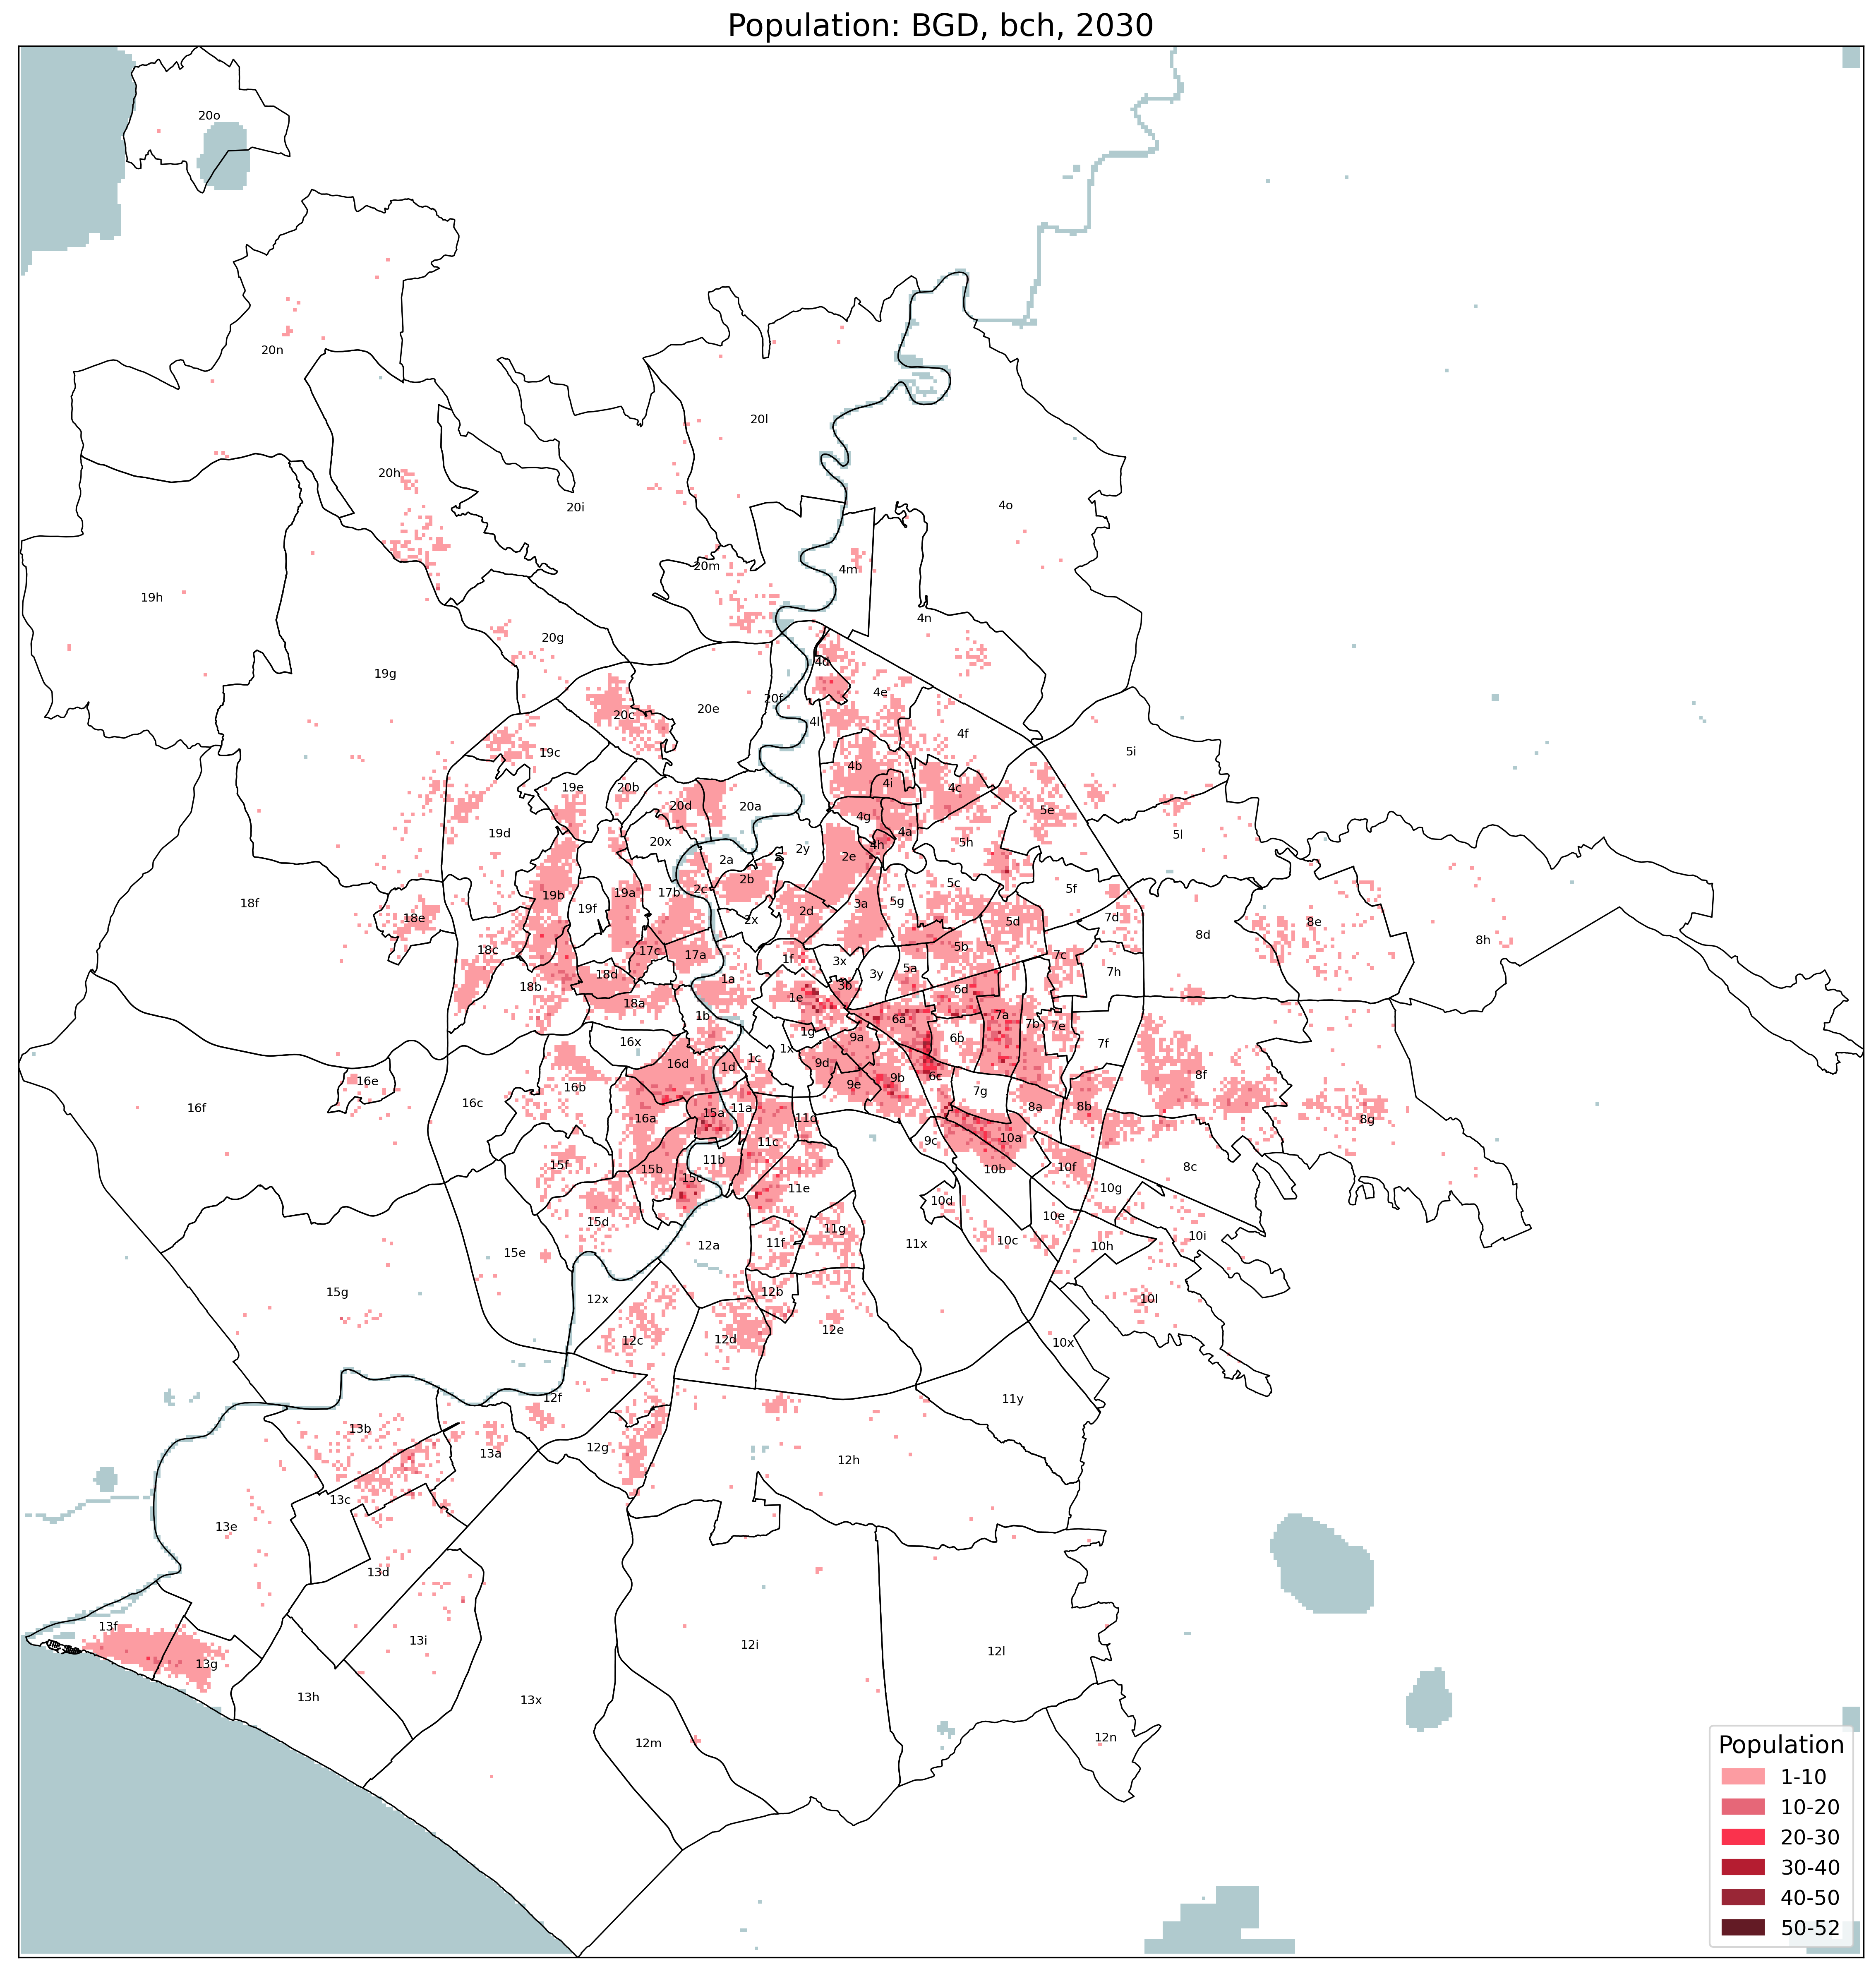 Population: BGD, bch, 2030
20o
20n
20l
20h
20i
4o
20m
4m
19h
4n
20g
4d
19g
4e
20f
20e
20c
4l
4f
5i
19c
4b
4i
19e
20b
4c
20d
20a
5e
4g
19d
4a
5l
20x
4h
5h
2y
2a
2e
2b
5c
2c
5f
19b
19a
17b
18f
3a
5g
19f
2d
18e
2x
7d
5d
8e
8d
8h
18c
17c
5b
17a
7c
1f
3x
5a
18d
3y
7h
1a
18b
3b
6d
1e
18a
1b
6a
7a
7b
7e
1g
9a
6b
16x
7f
1x
1c
16d
1d
9d
8f
6c
9b
16e
9e
16b
7g
16c
16f
11a
8a
8b
15a
16a
11d
8g
11c
10a
9c
11b
15f
15b
10b
10f
8c
15c
11e
10g
10d
10e
15d
11g
10i
10c
11f
11x
12a
10h
15e
15g
12b
12x
10l
12e
12c
12d
10x
12f
11y
13b
12g
13a
12h
13c
13e
13d
13f
13i
12i
12l
13g
13h
13x
12n
12m
Population
1-10
10-20
20-30
30-40
40-50
50-52